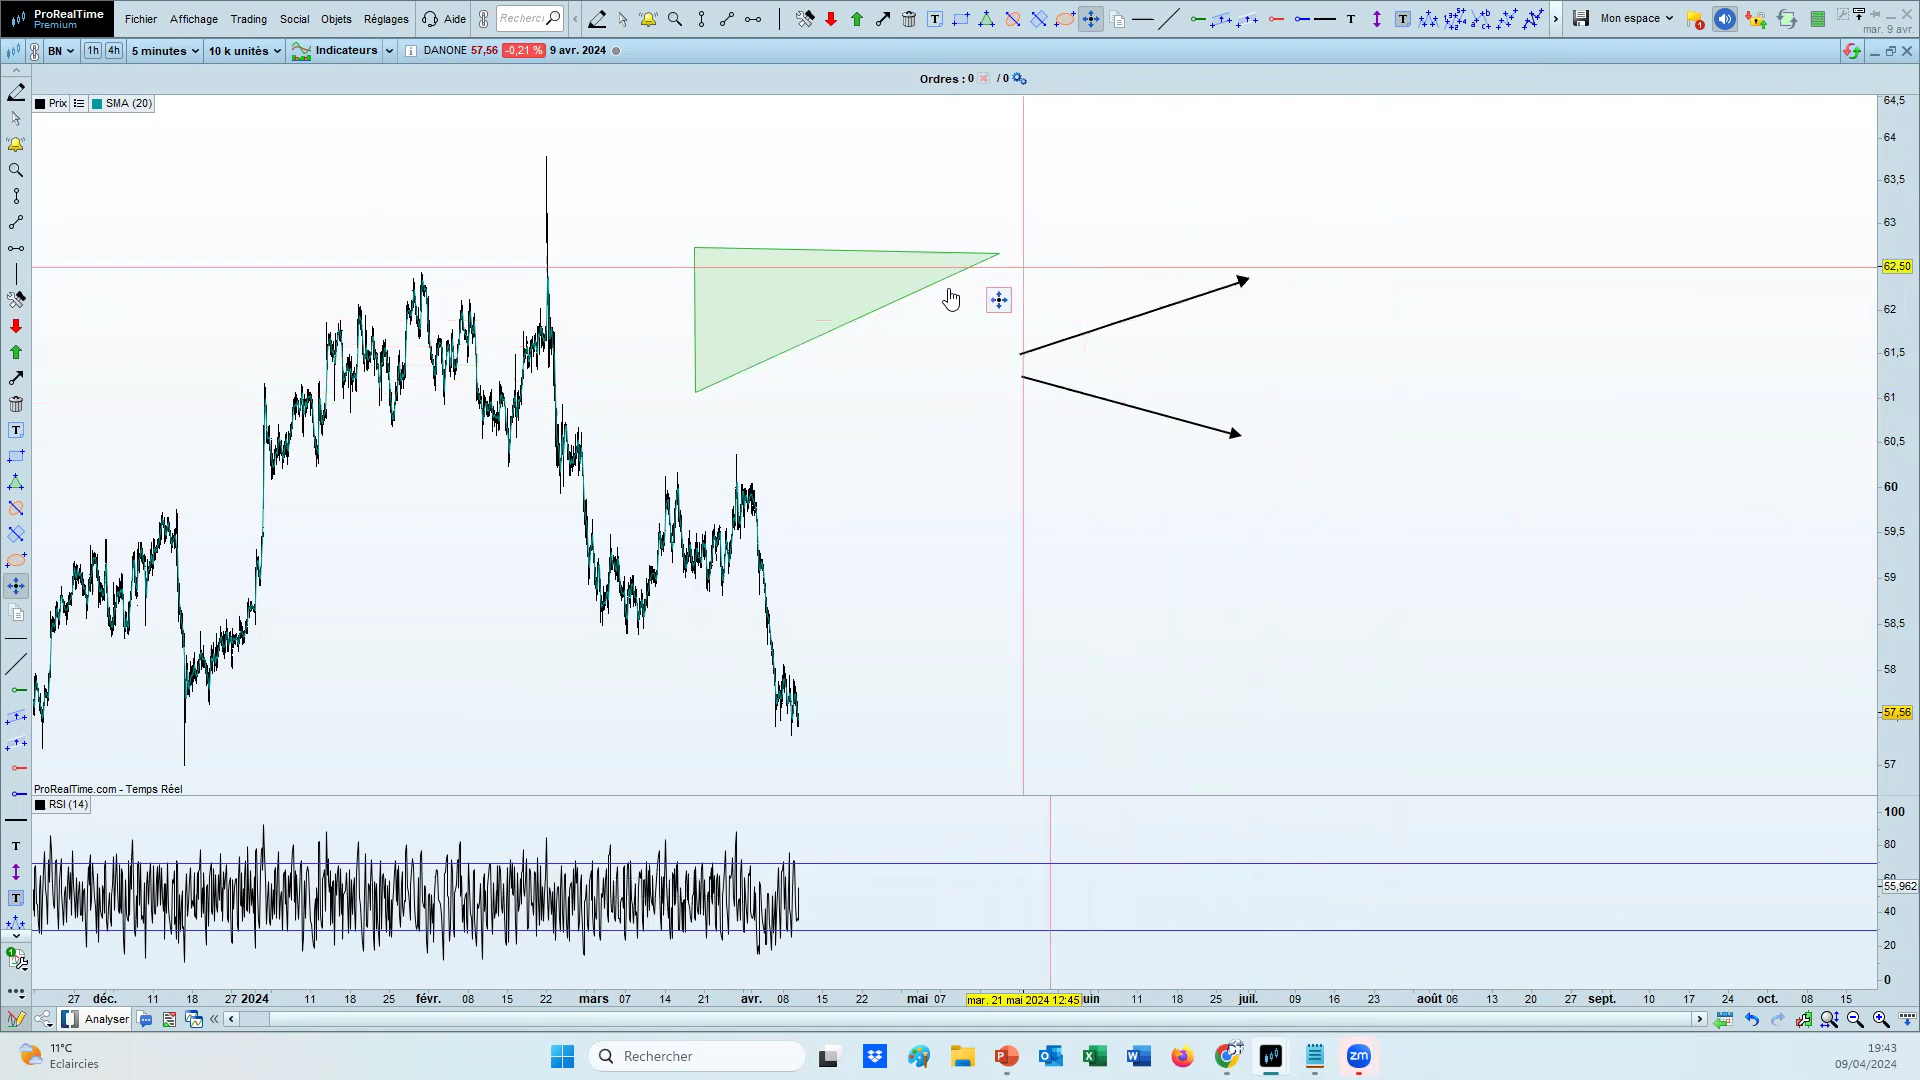 ProRealTime
Premium
Fichier Affichage Trading Social Objets Réglages Aide
Mon espace
mar. 9 avr.
BN 1h 4h 5 minutes 10 k unités Indicateurs DANONE 57,56 -0,21 % 9 avr. 2024
Ordres : 0 / 0
Prix SMA (20)
64,5
64
63,5
63
62,50
62
61,5
61
60,5
60
59,5
59
58,5
58
57,56
57
ProRealTime.com - Temps Réel
RSI (14)
100
80
55,962
40
20
0
27 déc. 11 18 27 2024 11 18 25 févr. 08 15 22 mars 07 14 21 avr. 08 15 22 mai 07 mar. 21 mai 2024 12:45 11 17 25 juil. 09 16 23 août 06 13 20 27 sept. 10 17 24 oct. 08 15
Analyser
11°C
Eclaircies
Rechercher
19:43
09/04/2024